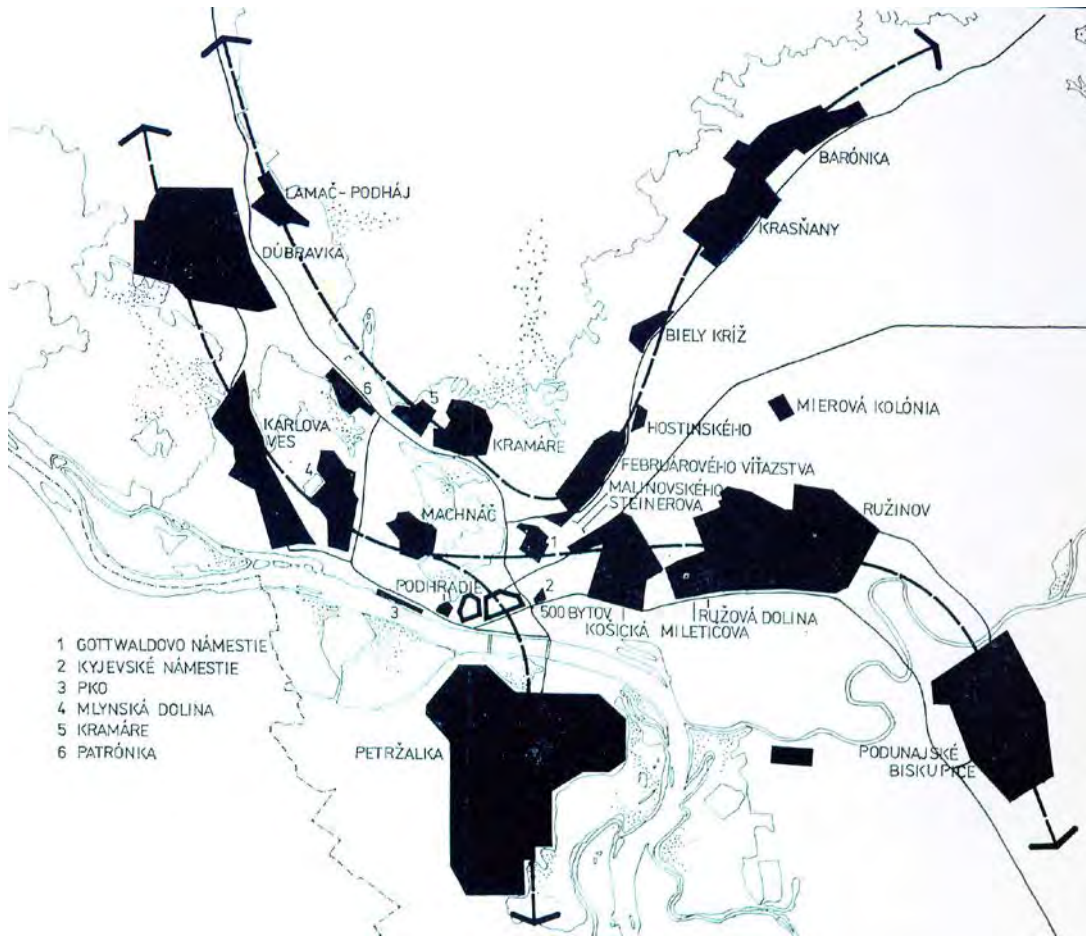 BARÓNKA
LAMAČ-PODHÁJ
KRASŇANY
DÚBRAVKA
BIELY KRÍŽ
6
5
MIEROVÁ KOLÓNIA
KARLOVA
VES
HOSTINSKÉHO
KRAMÁRE
4
FEBRUÁROVÉHO VÍŤAZSTVA
MALINOVSKÉHO
STEINEROVA
RUŽINOV
MACHNÁČ
1
PODHRADIE
2
3
500 BYTOV
RUŽOVÁ DOLINA
KOŠICKÁ
MILETIČOVA
1 GOTTWALDOVO NÁMESTIE
2 KYJEVSKÉ NÁMESTIE
3 PKO
4 MLYNSKÁ DOLINA
5 KRAMÁRE
6 PATRÓNKA
PETRŽALKA
PODUNAJSKÉ
BISKUPICE